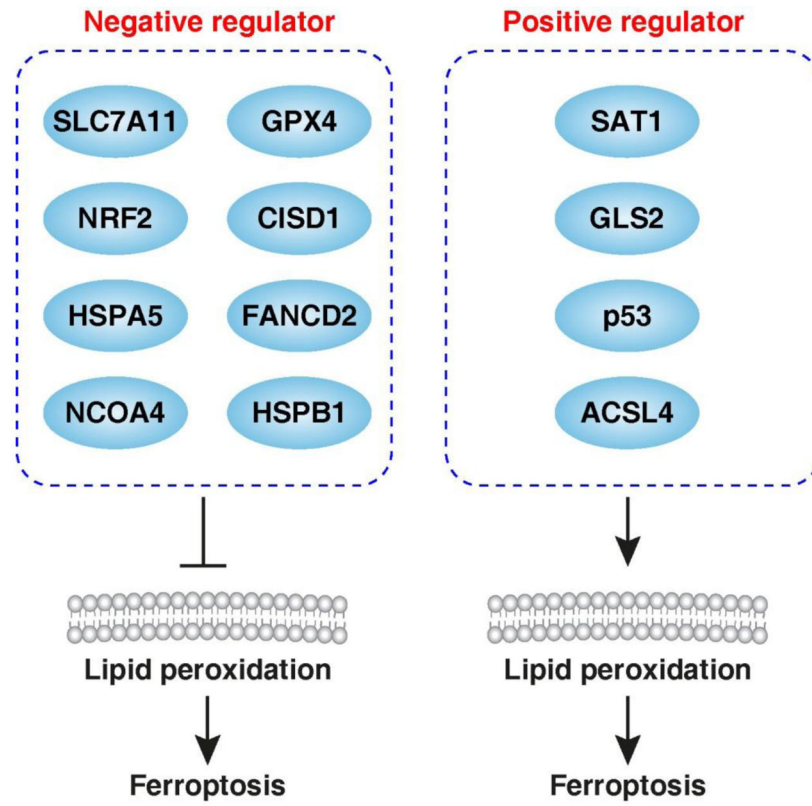 Negative regulator
SLC7A11
GPX4
NRF2
CISD1
HSPA5
FANCD2
NCOA4
HSPB1
Lipid peroxidation
Ferroptosis
Positive regulator
SAT1
GLS2
p53
ACSL4
Lipid peroxidation
Ferroptosis